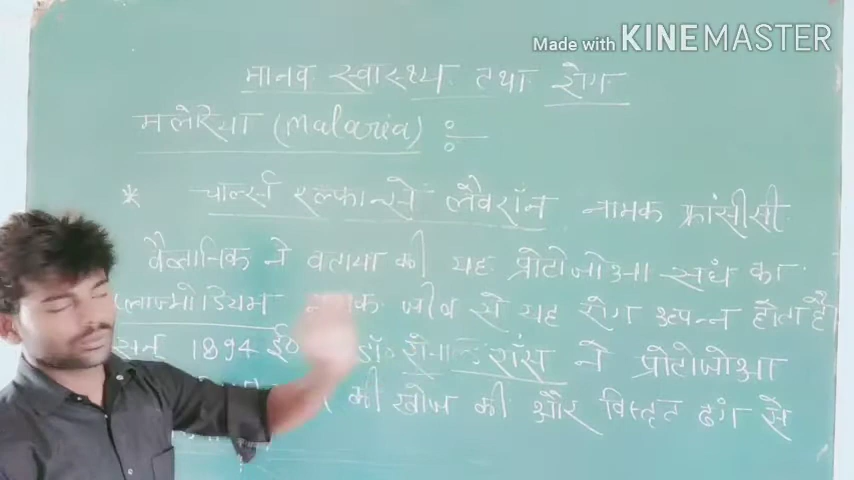 Made with KINEMASTER
मानव स्वास्थ्य तथा रोग
मलेरिया (Malaria) :-
* चार्ल्स एल्फान्से लैवरॉन नामक फ्रांसीसी
वैज्ञानिक ने बताया की यह प्रोटोजोआ संघ का
प्लाज्मोडियम नामक जीव से यह रोग उत्पन्न होता है
सन् 1894 ई० डॉ॰ रोनाल्ड रॉस ने प्रोटोजोआ
की खोज की और विस्तृत ढंग से